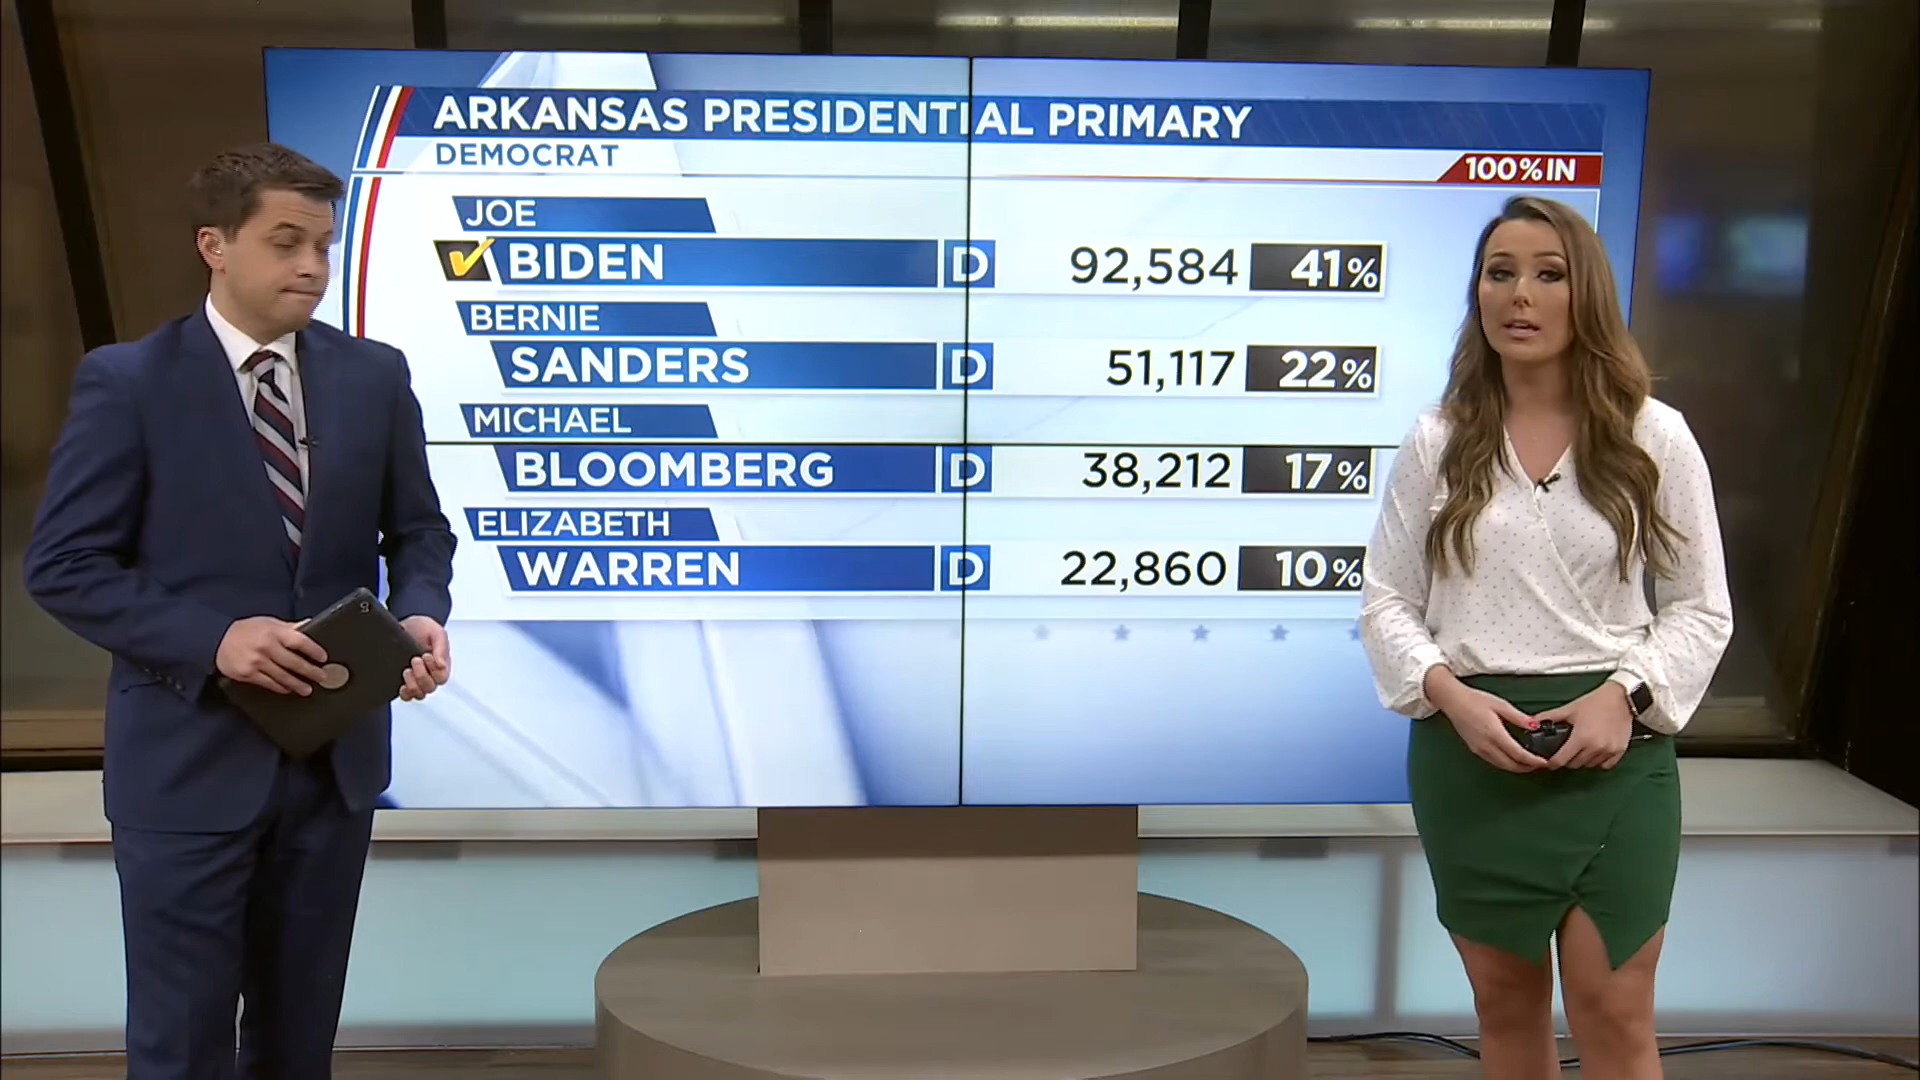 ARKANSAS PRESIDENTIAL PRIMARY
DEMOCRAT
100% IN
JOE
BIDEN D 92,584 41%
BERNIE
SANDERS D 51,117 22%
MICHAEL
BLOOMBERG D 38,212 17%
ELIZABETH
WARREN D 22,860 10%